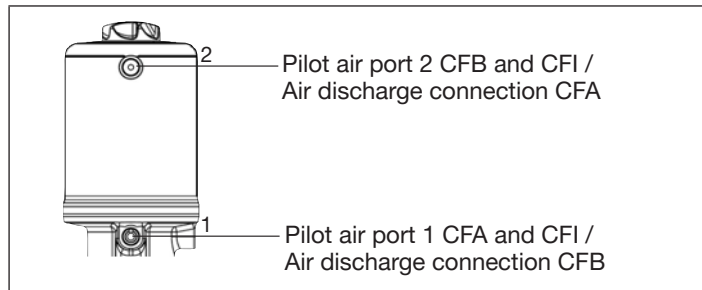 2
Pilot air port 2 CFB and CFI /
Air discharge connection CFA
1
Pilot air port 1 CFA and CFI /
Air discharge connection CFB